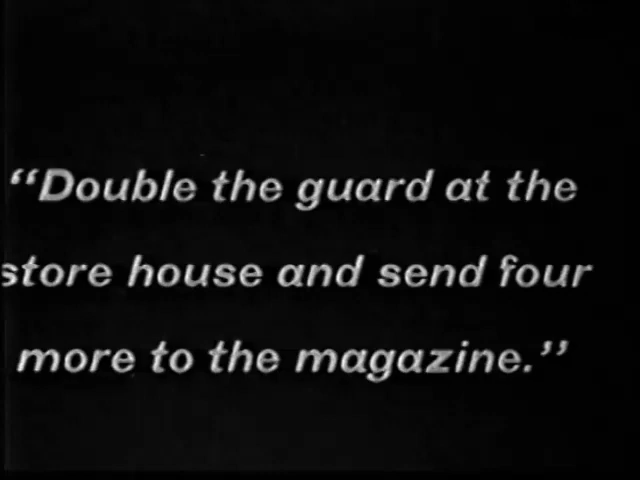 “Double the guard at the
store house and send four
more to the magazine.”